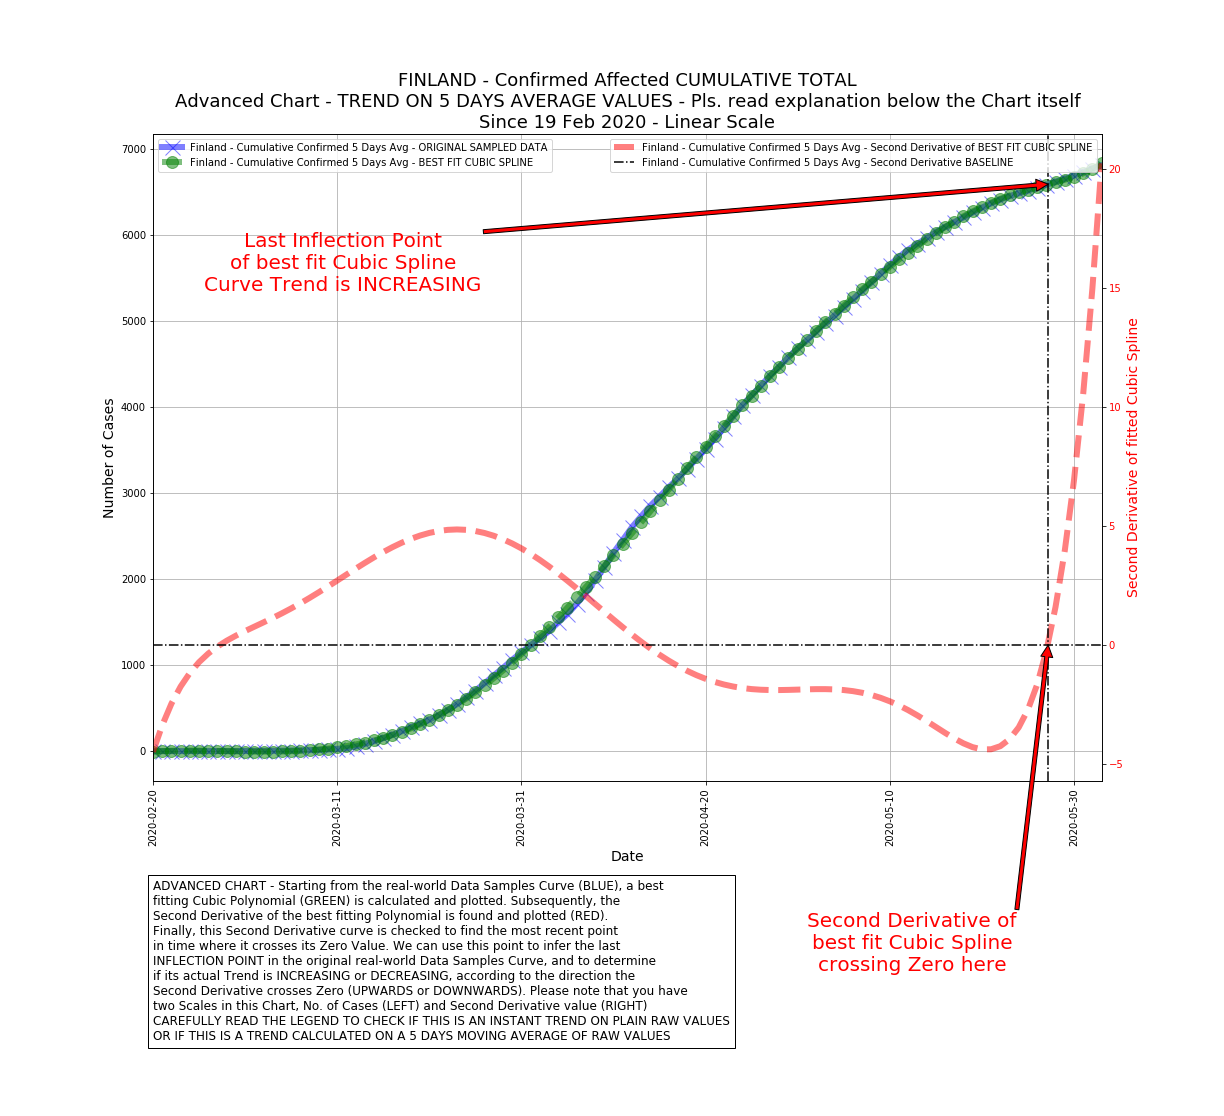 FINLAND - Confirmed Affected CUMULATIVE TOTAL
Advanced Chart - TREND ON 5 DAYS AVERAGE VALUES - Pls. read explanation below the Chart itself
Since 19 Feb 2020 - Linear Scale
Finland - Cumulative Confirmed 5 Days Avg - ORIGINAL SAMPLED DATA
Finland - Cumulative Confirmed 5 Days Avg - BEST FIT CUBIC SPLINE
Finland - Cumulative Confirmed 5 Days Avg - Second Derivative of BEST FIT CUBIC SPLINE
Finland - Cumulative Confirmed 5 Days Avg - Second Derivative BASELINE
Last Inflection Point
of best fit Cubic Spline
Curve Trend is INCREASING
Number of Cases
7000
6000
5000
4000
3000
2000
1000
0
Second Derivative of fitted Cubic Spline
20
15
10
5
0
−5
2020-02-20
2020-03-11
2020-03-31
2020-04-20
2020-05-10
2020-05-30
Date
ADVANCED CHART - Starting from the real-world Data Samples Curve (BLUE), a best
fitting Cubic Polynomial (GREEN) is calculated and plotted. Subsequently, the
Second Derivative of the best fitting Polynomial is found and plotted (RED).
Finally, this Second Derivative curve is checked to find the most recent point
in time where it crosses its Zero Value. We can use this point to infer the last
INFLECTION POINT in the original real-world Data Samples Curve, and to determine
if its actual Trend is INCREASING or DECREASING, according to the direction the
Second Derivative crosses Zero (UPWARDS or DOWNWARDS). Please note that you have
two Scales in this Chart, No. of Cases (LEFT) and Second Derivative value (RIGHT)
CAREFULLY READ THE LEGEND TO CHECK IF THIS IS AN INSTANT TREND ON PLAIN RAW VALUES
OR IF THIS IS A TREND CALCULATED ON A 5 DAYS MOVING AVERAGE OF RAW VALUES
Second Derivative of
best fit Cubic Spline
crossing Zero here